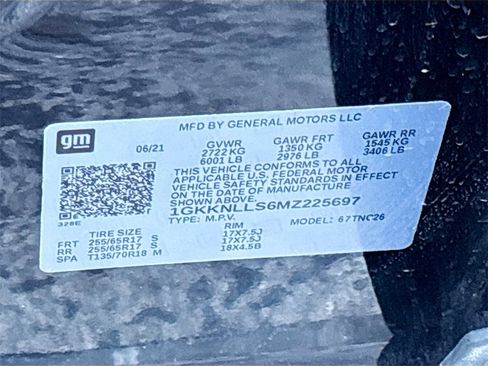 MFD BY GENERAL MOTORS LLC
gm
06/21
GVWR GAWR FRT GAWR RR
2722 KG 1350 KG 1545 KG
6001 LB 2976 LB 3406 LB
THIS VEHICLE CONFORMS TO ALL
APPLICABLE U.S. FEDERAL MOTOR
VEHICLE SAFETY STANDARDS IN EFFECT
ON THE DATE OF MANUFACTURE
SHOWN ABOVE.
1GKKNLLS6MZ225697
TYPE: M.P.V. MODEL: 6TNC26
328E
TIRE SIZE RIM
FRT 255/65R17 S 17X7.5J
RR 255/65R17 S 17X7.5J
SPA T135/70R18 M 18X4.5B